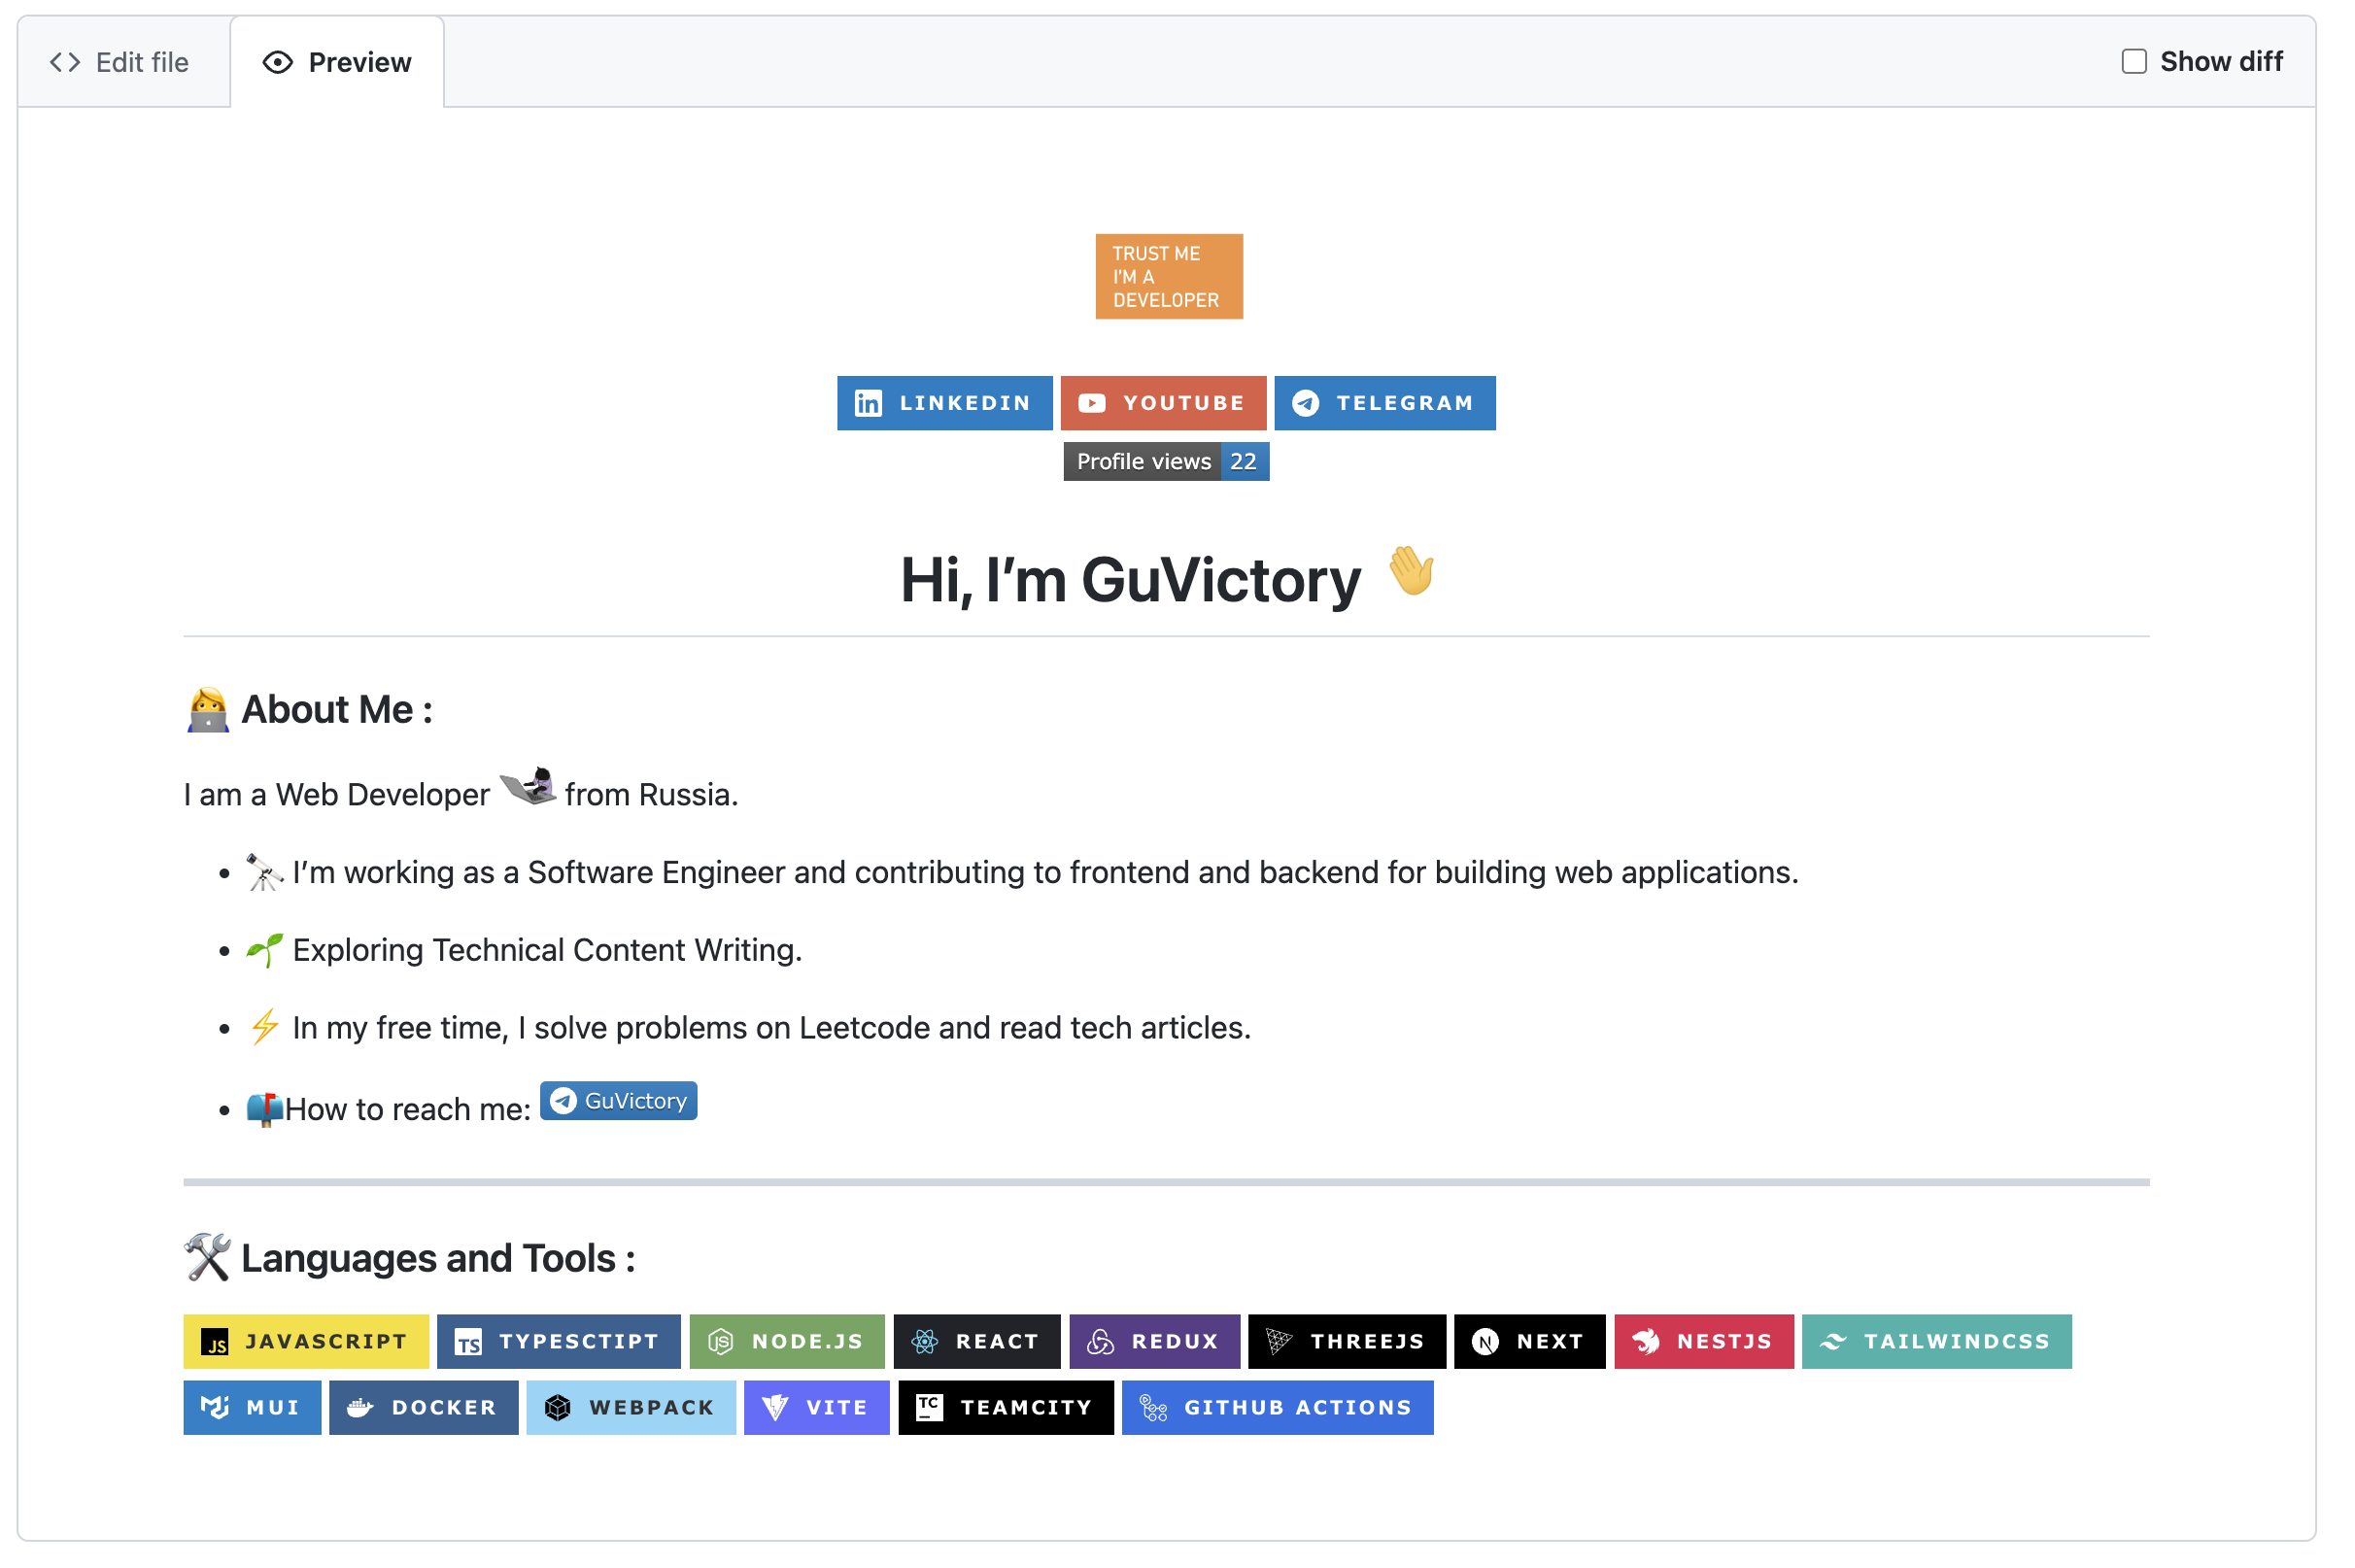 Edit file Preview Show diff
TRUST ME
I'M A
DEVELOPER
LINKEDIN YOUTUBE TELEGRAM
Profile views 22
Hi, I’m GuVictory 👋
👩‍💻 About Me :
I am a Web Developer from Russia.
• 🔭 I’m working as a Software Engineer and contributing to frontend and backend for building web applications.
• 🌱 Exploring Technical Content Writing.
• ⚡ In my free time, I solve problems on Leetcode and read tech articles.
• 📫How to reach me: GuVictory
🛠️ Languages and Tools :
JS JAVASCRIPT TS TYPESCTIPT NODE.JS REACT REDUX THREEJS NEXT NESTJS TAILWINDCSS
MUI DOCKER WEBPACK VITE TC TEAMCITY GITHUB ACTIONS